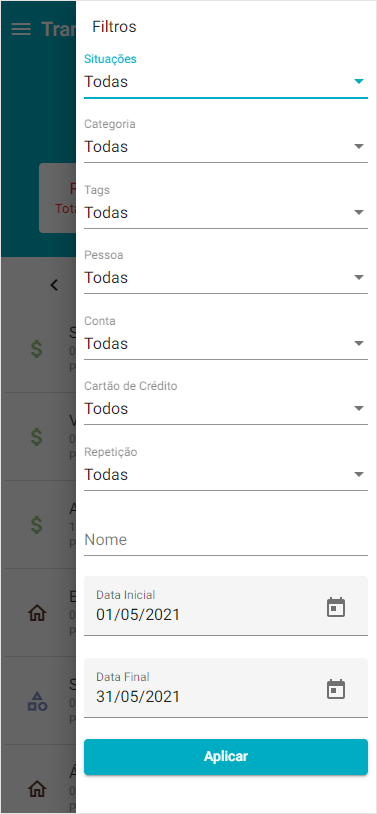 Tran
Filtros
Situações
Todas
Categoria
Todas
Tags
Todas
Pessoa
Todas
Conta
Todas
Cartão de Crédito
Todos
Repetição
Todas
Nome
Data Inicial
01/05/2021
Data Final
31/05/2021
Aplicar